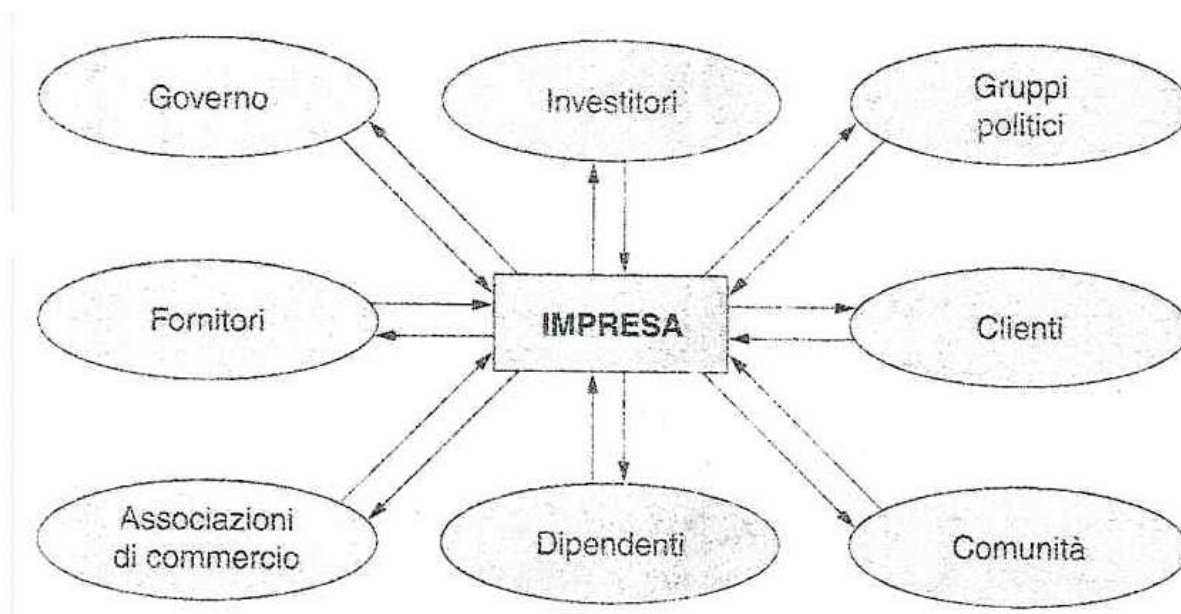 Governo
Investitori
Gruppi
politici
Fornitori
IMPRESA
Clienti
Associazioni
di commercio
Dipendenti
Comunità